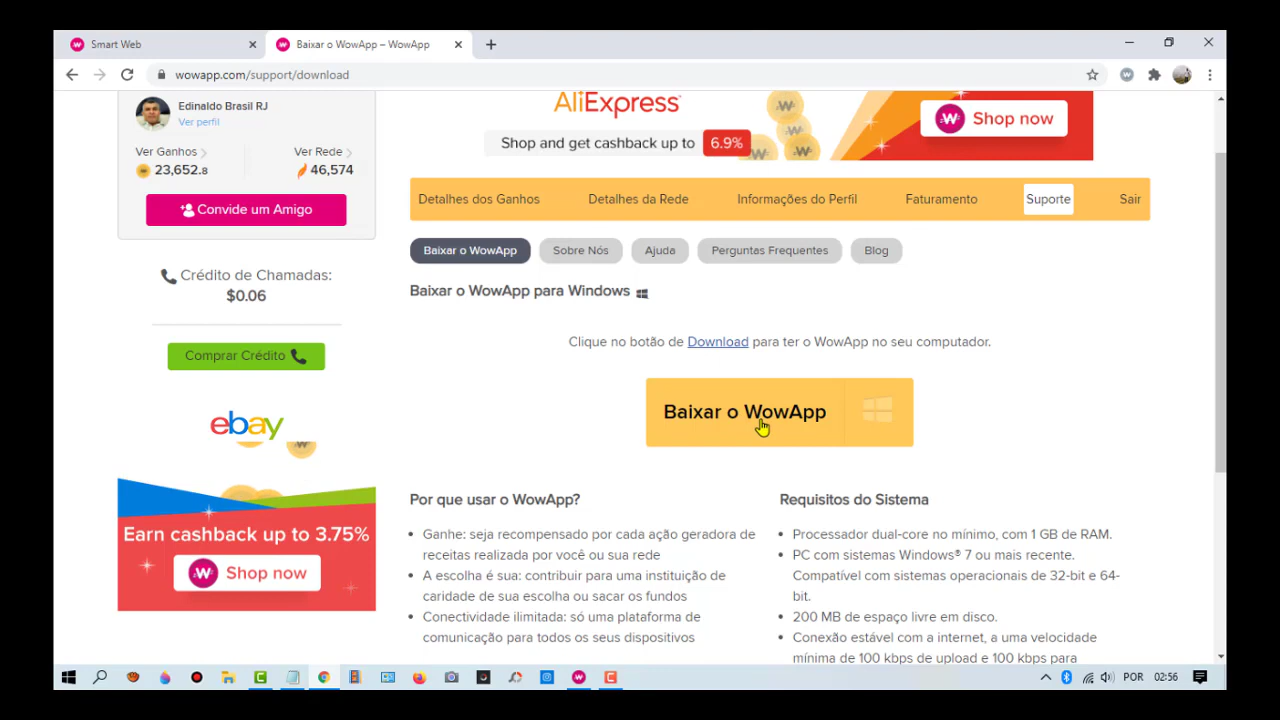 Smart Web
Baixar o WowApp – WowApp
wowapp.com/support/download
Edinaldo Brasil RJ
Ver perfil
Ver Ganhos
Ver Rede
23,652.8
46,574
Convide um Amigo
Crédito de Chamadas:
$0.06
Comprar Crédito
ebay
Earn cashback up to 3.75%
W Shop now
AliExpress
Shop and get cashback up to 6.9%
W Shop now
Detalhes dos Ganhos
Detalhes da Rede
Informações do Perfil
Faturamento
Suporte
Sair
Baixar o WowApp
Sobre Nós
Ajuda
Perguntas Frequentes
Blog
Baixar o WowApp para Windows
Clique no botão de Download para ter o WowApp no seu computador.
Baixar o WowApp
Por que usar o WowApp?
• Ganhe: seja recompensado por cada ação geradora de
receitas realizada por você ou sua rede
• A escolha é sua: contribuir para uma instituição de
caridade de sua escolha ou sacar os fundos
• Conectividade ilimitada: só uma plataforma de
comunicação para todos os seus dispositivos
Requisitos do Sistema
• Processador dual-core no mínimo, com 1 GB de RAM.
• PC com sistemas Windows® 7 ou mais recente.
Compatível com sistemas operacionais de 32-bit e 64-
bit.
• 200 MB de espaço livre em disco.
• Conexão estável com a internet, a uma velocidade
mínima de 100 kbps de upload e 100 kbps para
POR
02:56